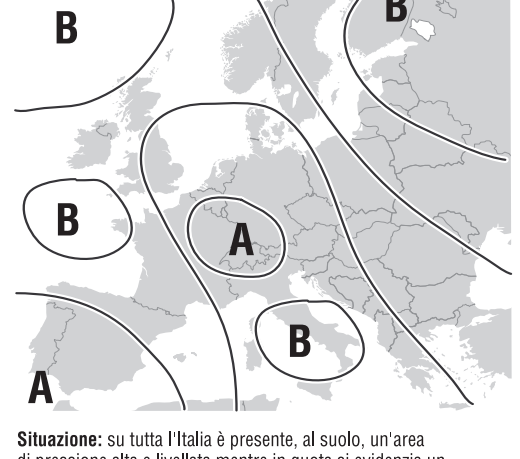 B
B
B
A
B
A
Situazione: su tutta l'Italia è presente, al suolo, un'area
di pressione alta e livellata mentre in quota si evidenzia un